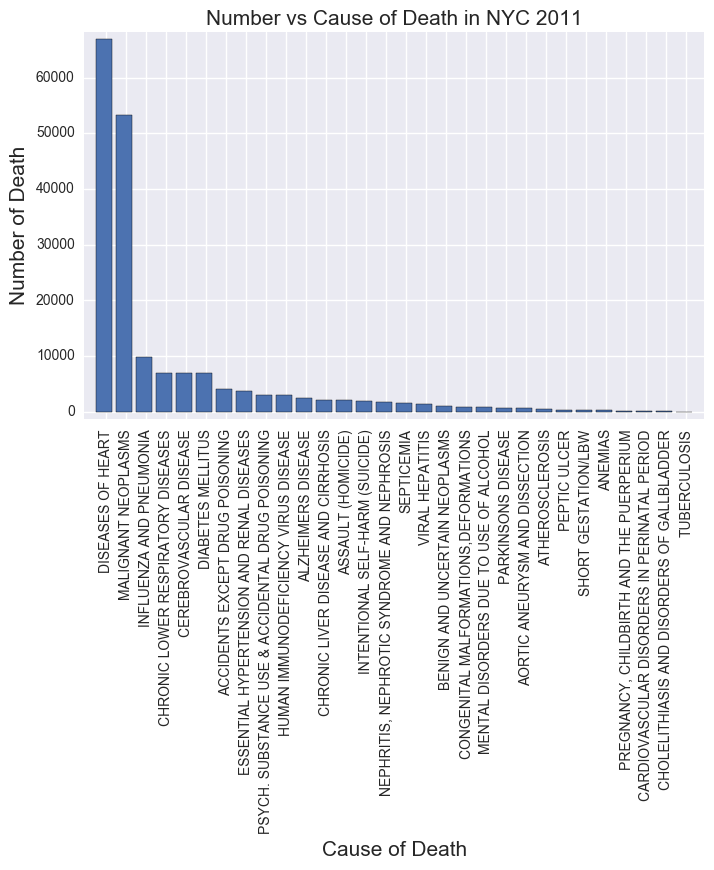 Number vs Cause of Death in NYC 2011
60000
50000
40000
30000
20000
10000
0
Number of Death
DISEASES OF HEART
MALIGNANT NEOPLASMS
INFLUENZA AND PNEUMONIA
CHRONIC LOWER RESPIRATORY DISEASES
CEREBROVASCULAR DISEASE
DIABETES MELLITUS
ACCIDENTS EXCEPT DRUG POISONING
ESSENTIAL HYPERTENSION AND RENAL DISEASES
PSYCH. SUBSTANCE USE & ACCIDENTAL DRUG POISONING
HUMAN IMMUNODEFICIENCY VIRUS DISEASE
ALZHEIMERS DISEASE
CHRONIC LIVER DISEASE AND CIRRHOSIS
ASSAULT (HOMICIDE)
INTENTIONAL SELF-HARM (SUICIDE)
NEPHRITIS, NEPHROTIC SYNDROME AND NEPHROSIS
SEPTICEMIA
VIRAL HEPATITIS
BENIGN AND UNCERTAIN NEOPLASMS
CONGENITAL MALFORMATIONS,DEFORMATIONS
MENTAL DISORDERS DUE TO USE OF ALCOHOL
PARKINSONS DISEASE
AORTIC ANEURYSM AND DISSECTION
ATHEROSCLEROSIS
PEPTIC ULCER
SHORT GESTATION/LBW
ANEMIAS
PREGNANCY, CHILDBIRTH AND THE PUERPERIUM
CARDIOVASCULAR DISORDERS IN PERINATAL PERIOD
CHOLELITHIASIS AND DISORDERS OF GALLBLADDER
TUBERCULOSIS
Cause of Death